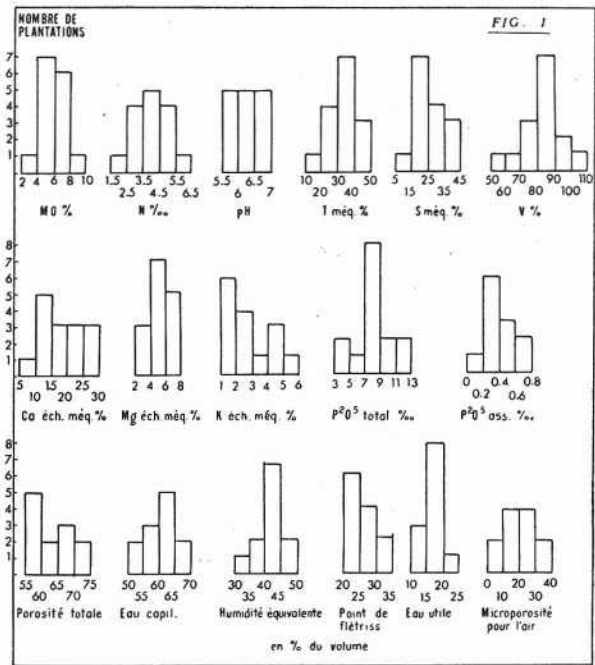 NOMBRE DE
PLANTATIONS
FIG. 1
7
6
5
4
3
2
1
2 4 6 8 10
MO %
1.5 3.5 5.5
2.5 4.5 6.5
N ‰
5.5 6.5
6 7
pH
10 30 50
20 40
T méq. %
5 25 45
15 35
S méq. %
50 70 90 110
60 80 100
V %
8
7
6
5
4
3
2
1
5 15 25
10 20 30
Ca éch. méq. %
2 4 6 8
Mg éch. méq. %
1 2 3 4 5 6
K éch. méq. %
3 5 7 9 11 13
P²O⁵ total ‰
0 0.4 0.8
0.2 0.6
P²O⁵ ass. ‰
8
7
6
5
4
3
2
1
55 65 75
60 70
Porosité totale
50 60 70
55 65
Eau capil.
30 40 50
35 45
Humidité équivalente
20 30
25 35
Point de
flétriss
10 20
15 25
Eau utile
0 20 40
10 30
Microporosité
pour l'air
en % du volume